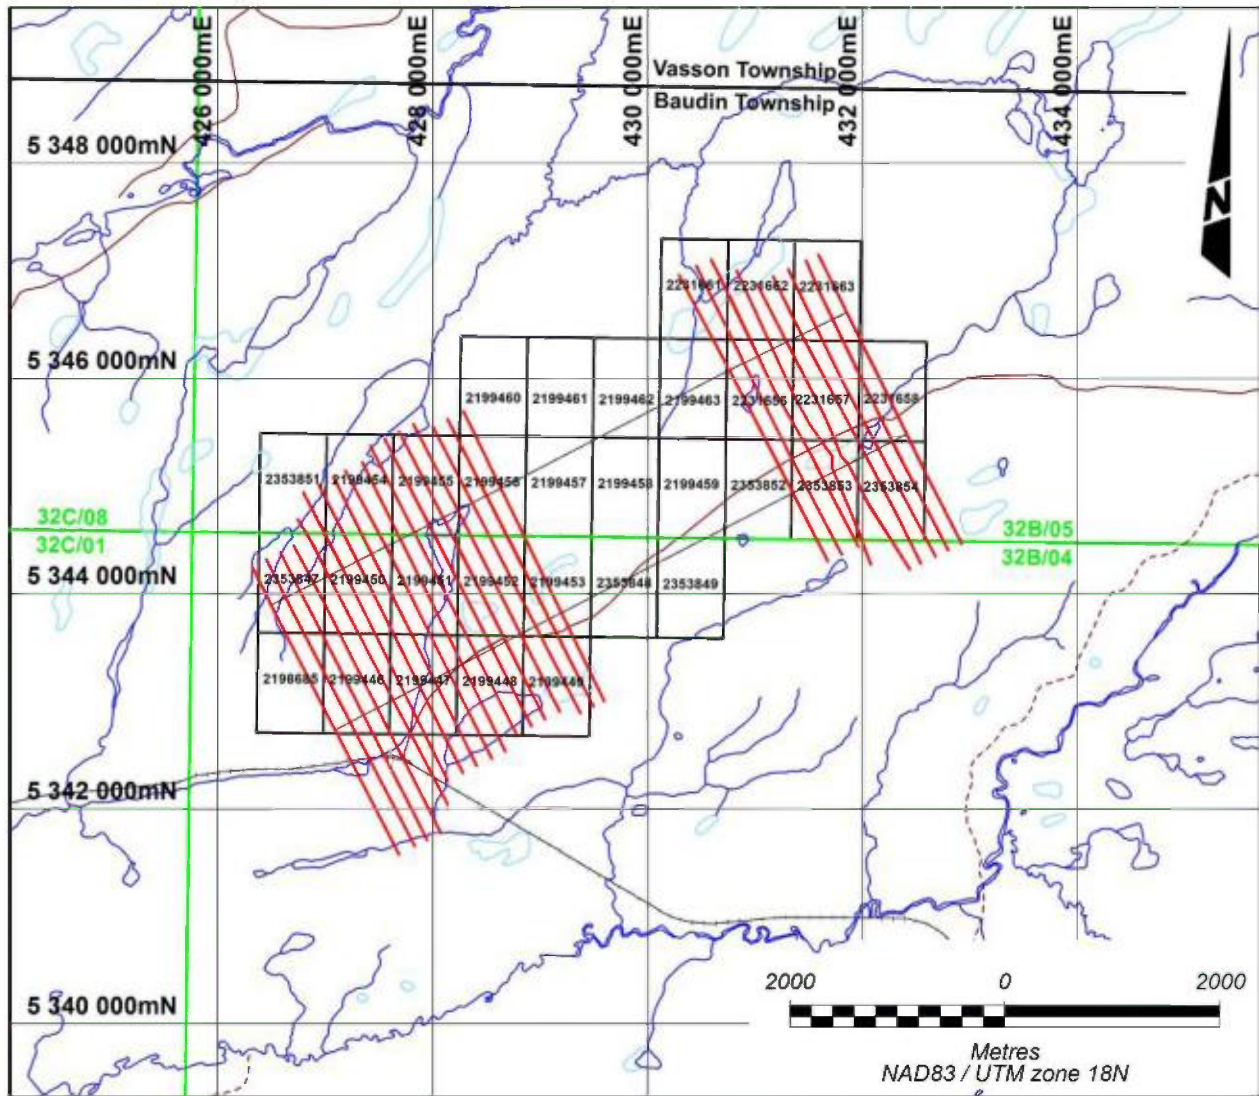 426 000mE
428 000mE
430 000mE
432 000mE
434 000mE
Vasson Township
Baudin Township
5 348 000mN
N
2231661 2231662 2231663
5 346 000mN
2199460 2199461 2199462 2199463 2231656 2231657 2231658
2353851 2199454 2199455 2199456 2199457 2199458 2199459 2353852 2353853 2353854
32C/08
32C/01
32B/05
32B/04
5 344 000mN
2353847 2199450 2199451 2199452 2199453 2353848 2353849
2198685 2199446 2199447 2199448 2199449
5 342 000mN
5 340 000mN
2000 0 2000
Metres
NAD83 / UTM zone 18N